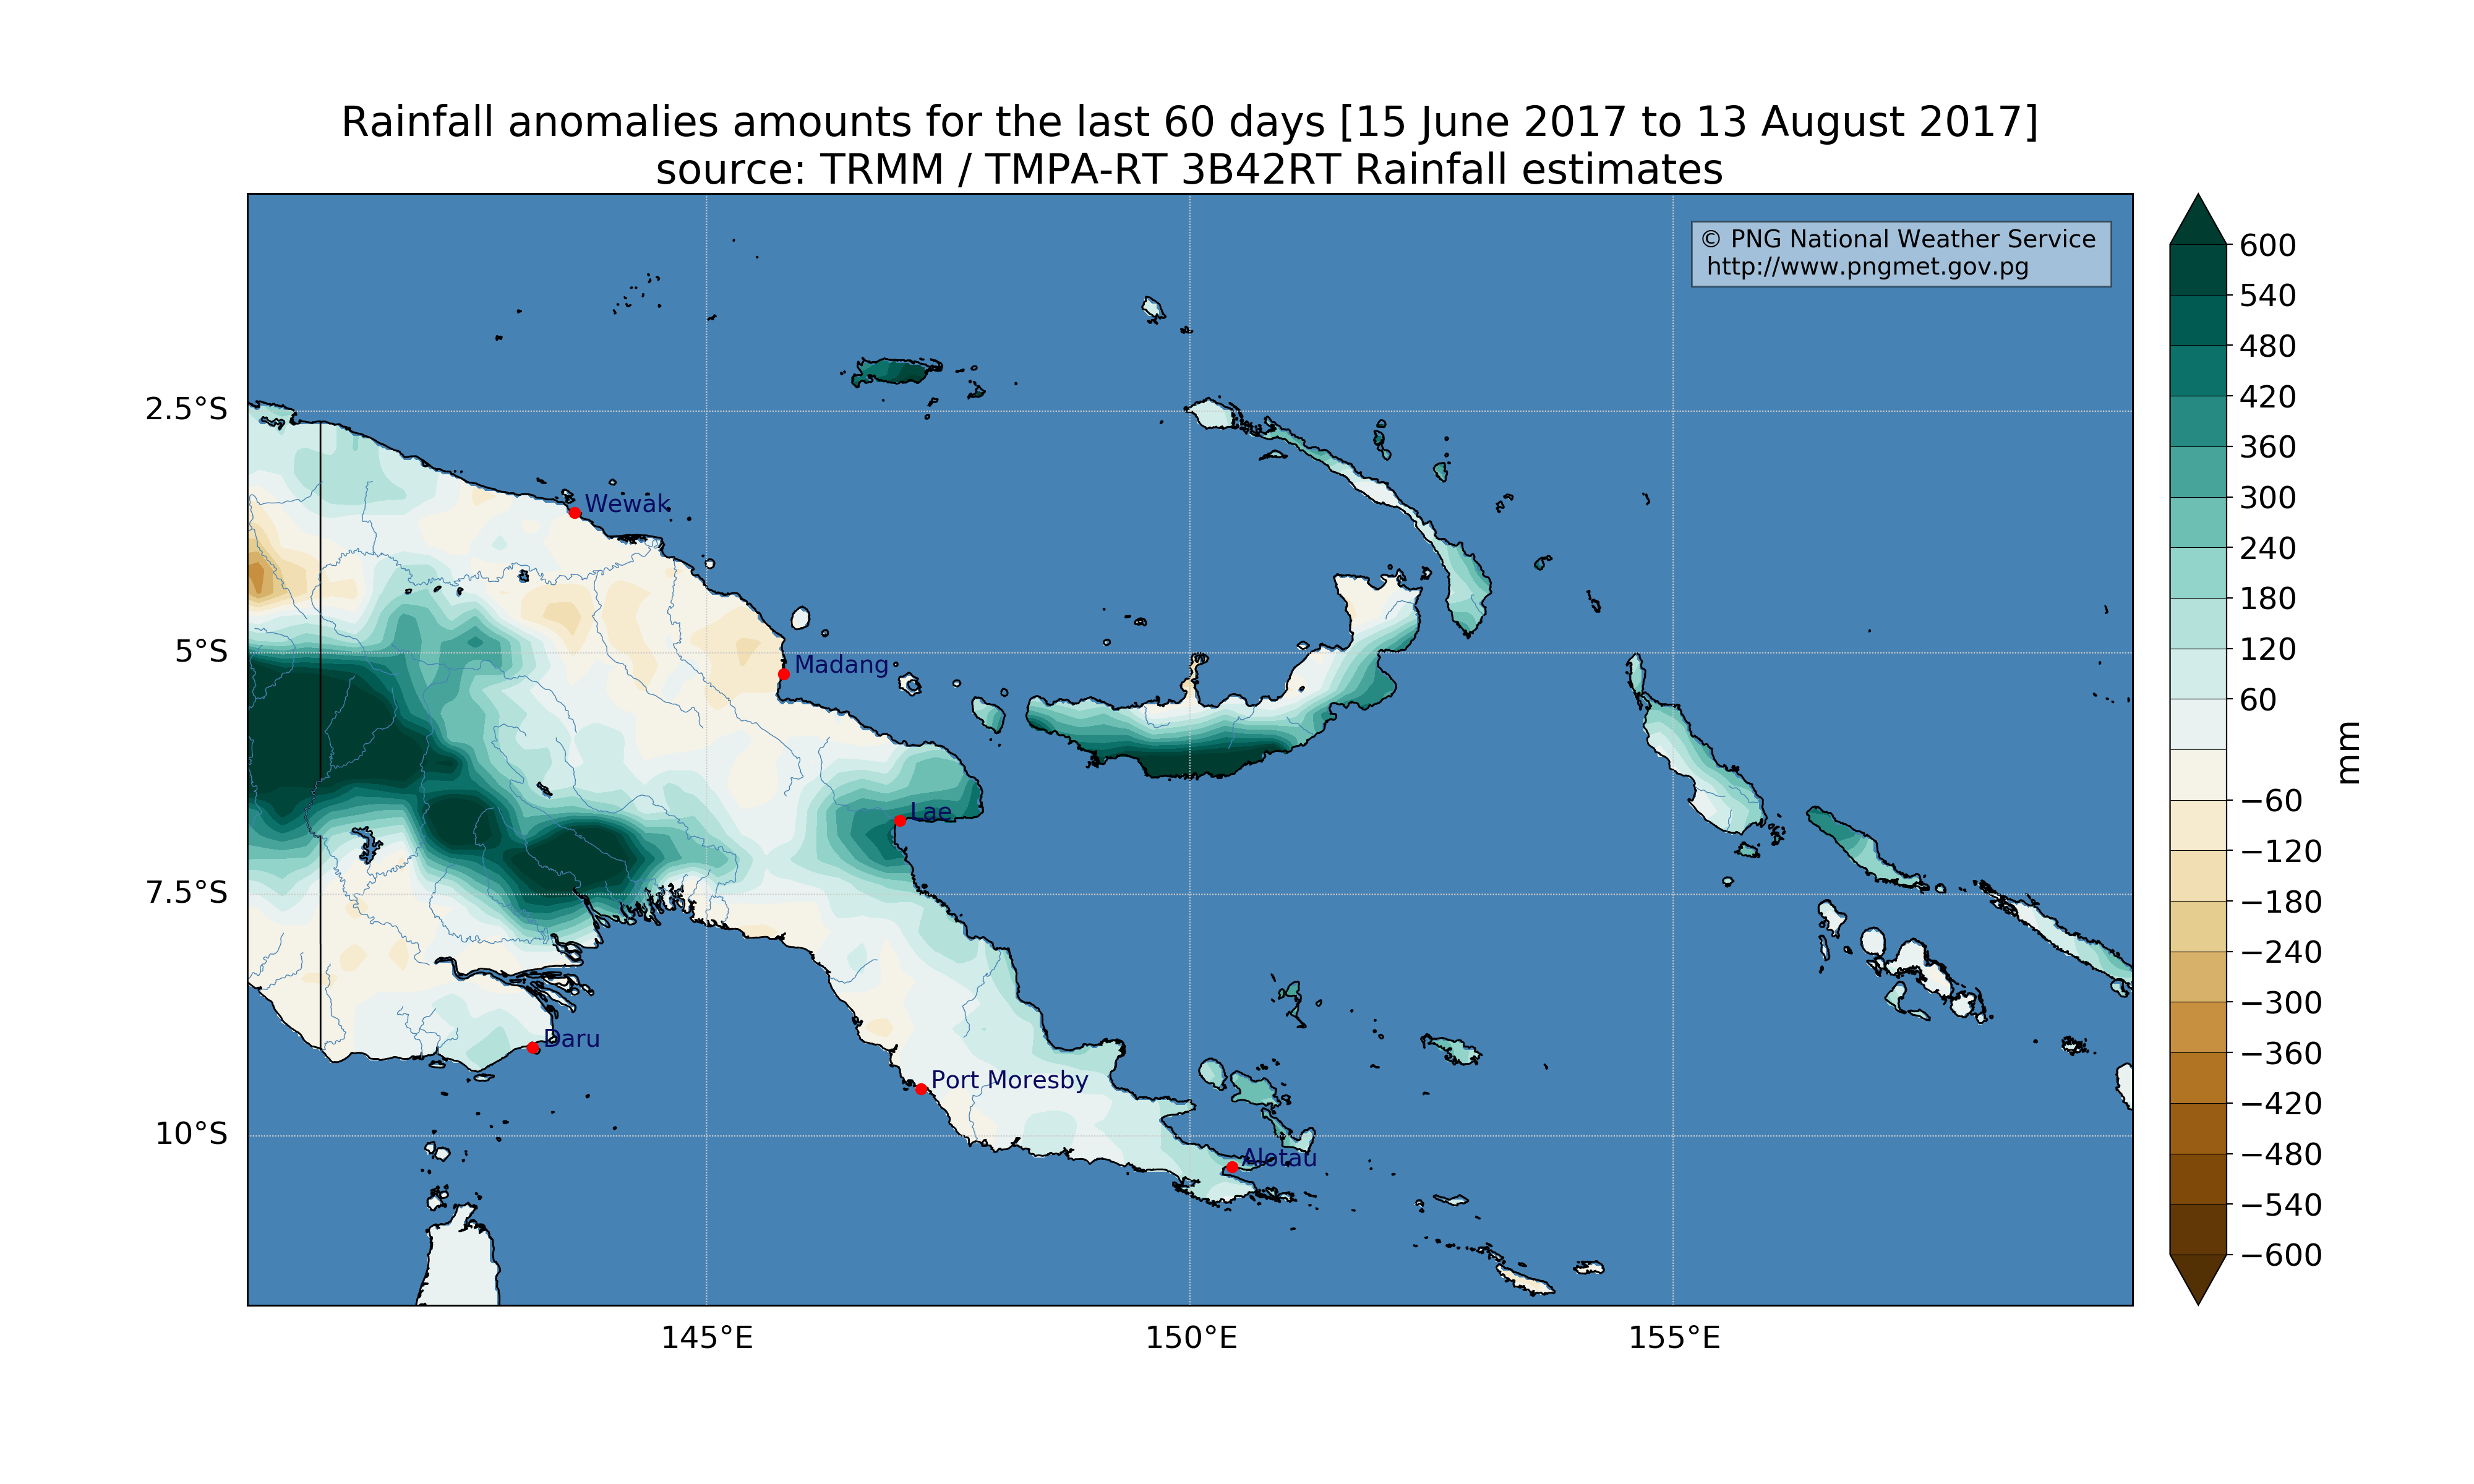 Rainfall anomalies amounts for the last 60 days [15 June 2017 to 13 August 2017]
source: TRMM / TMPA-RT 3B42RT Rainfall estimates
© PNG National Weather Service
http://www.pngmet.gov.pg
2.5°S
5°S
7.5°S
10°S
Wewak
Madang
Lae
Daru
Port Moresby
Alotau
145°E
150°E
155°E
600
540
480
420
360
300
240
180
120
60
−60
−120
−180
−240
−300
−360
−420
−480
−540
−600
mm